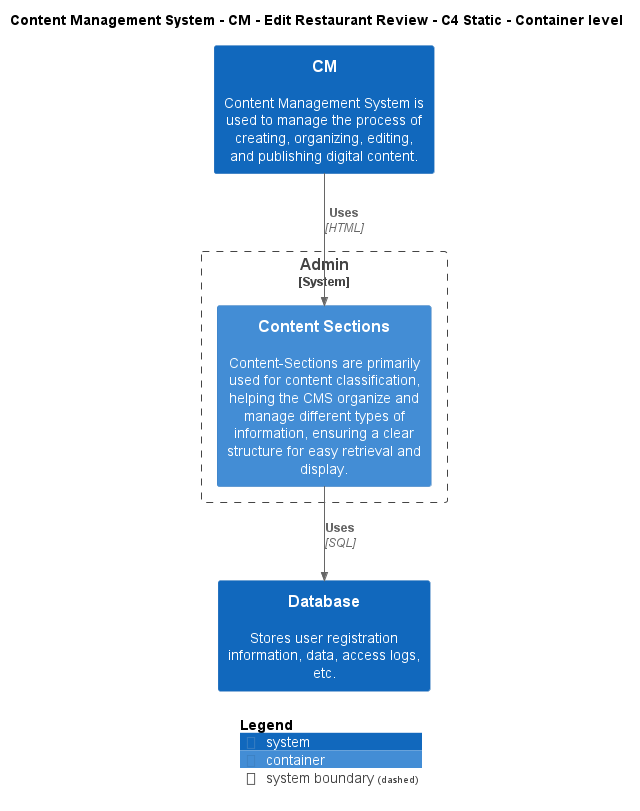 Content Management System - CM - Edit Restaurant Review - C4 Static - Container level
CM
Content Management System is
used to manage the process of
creating, organizing, editing,
and publishing digital content.
Uses
[HTML]
Admin
[System]
Content Sections
Content-Sections are primarily
used for content classification,
helping the CMS organize and
manage different types of
information, ensuring a clear
structure for easy retrieval and
display.
Uses
[SQL]
Database
Stores user registration
information, data, access logs,
etc.
Legend
system
container
system boundary (dashed)